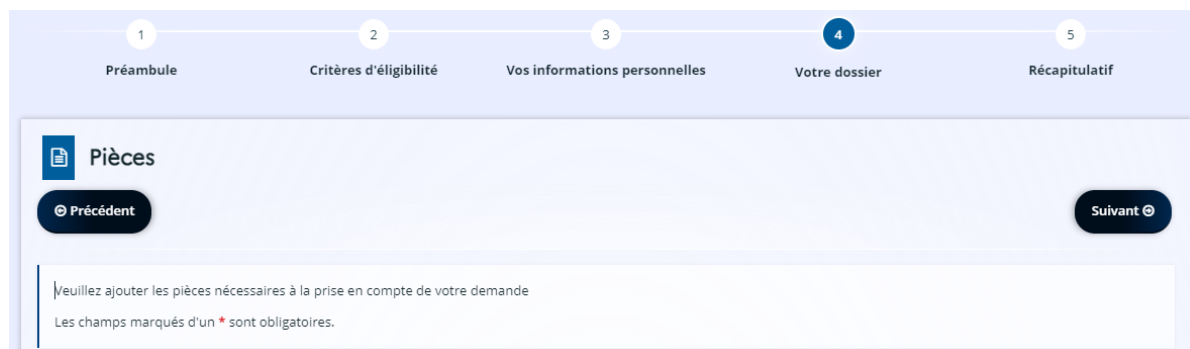 1 2 3 4 5
Préambule Critères d'éligibilité Vos informations personnelles Votre dossier Récapitulatif
Pièces
Précédent Suivant
Veuillez ajouter les pièces nécessaires à la prise en compte de votre demande
Les champs marqués d'un * sont obligatoires.